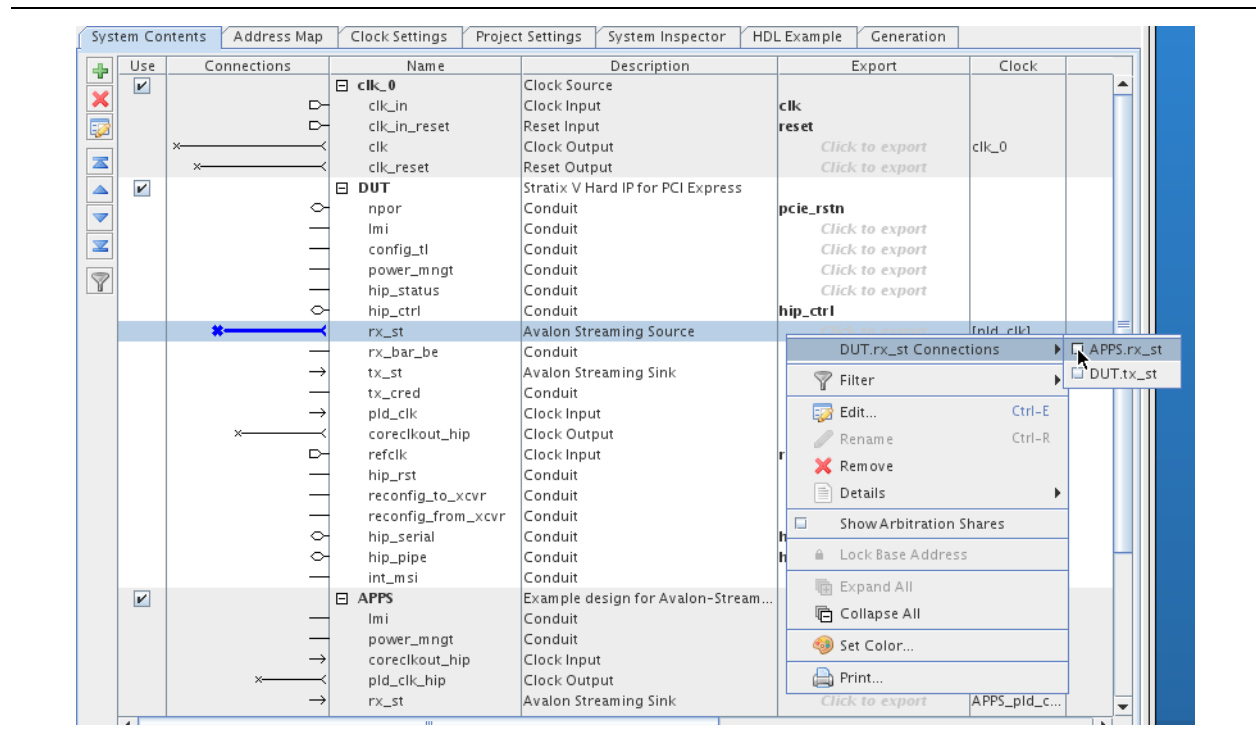 System Contents Address Map Clock Settings Project Settings System Inspector HDL Example Generation
Use Connections Name Description Export Clock
clk_0 Clock Source
clk_in Clock Input clk
clk_in_reset Reset Input reset
clk Clock Output Click to export clk_0
clk_reset Reset Output Click to export
DUT Stratix V Hard IP for PCI Express
npor Conduit pcie_rstn
lmi Conduit Click to export
config_tl Conduit Click to export
power_mngt Conduit Click to export
hip_status Conduit Click to export
hip_ctrl Conduit hip_ctrl
rx_st Avalon Streaming Source [pld_clk]
rx_bar_be Conduit DUT.rx_st Connections APPS.rx_st
tx_st Avalon Streaming Sink Filter DUT.tx_st
tx_cred Conduit
pld_clk Clock Input Edit... Ctrl-E
coreclkout_hip Clock Output Rename Ctrl-R
refclk Clock Input r
hip_rst Conduit Remove
reconfig_to_xcvr Conduit Details
reconfig_from_xcvr Conduit
hip_serial Conduit h Show Arbitration Shares
hip_pipe Conduit h Lock Base Address
int_msi Conduit
APPS Example design for Avalon-Stream... Expand All
lmi Conduit Collapse All
power_mngt Conduit Set Color...
coreclkout_hip Clock Input
pld_clk_hip Clock Output Print...
rx_st Avalon Streaming Sink Click to export APPS_pld_c...